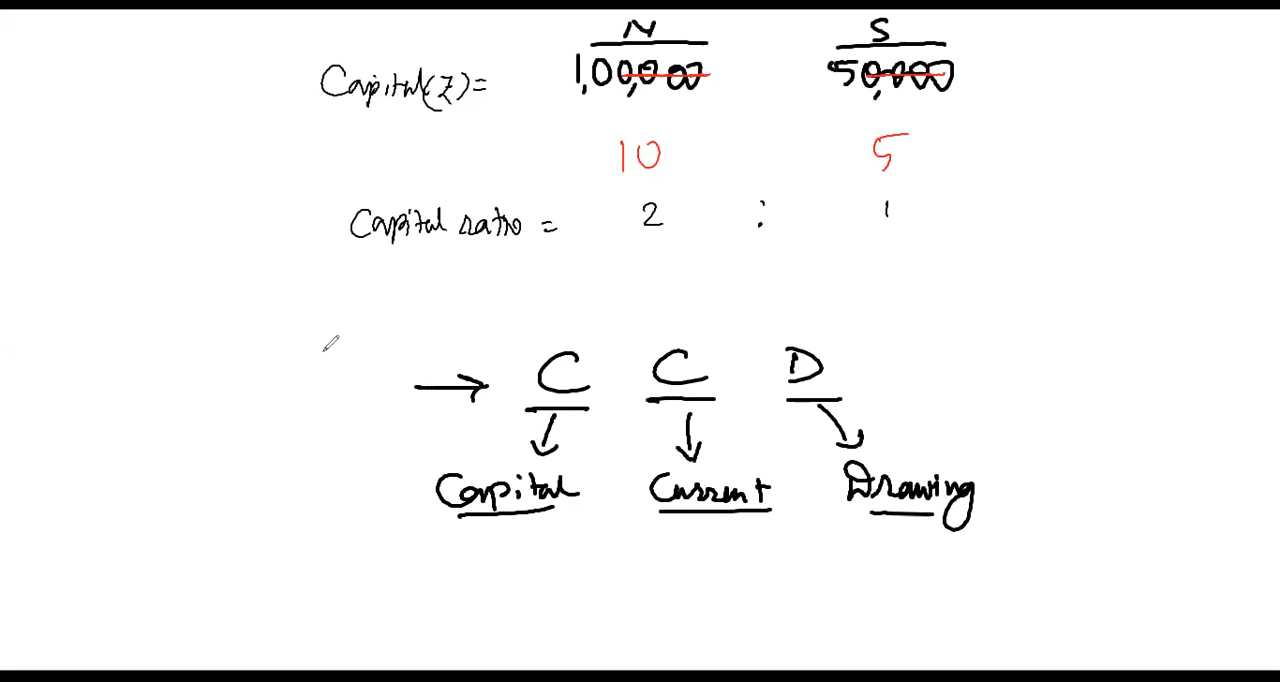 N S
Capital(₹)= 1,00,000 50,000
10 5
Capital ratio = 2 : 1
→ C C D
Capital Current Drawing